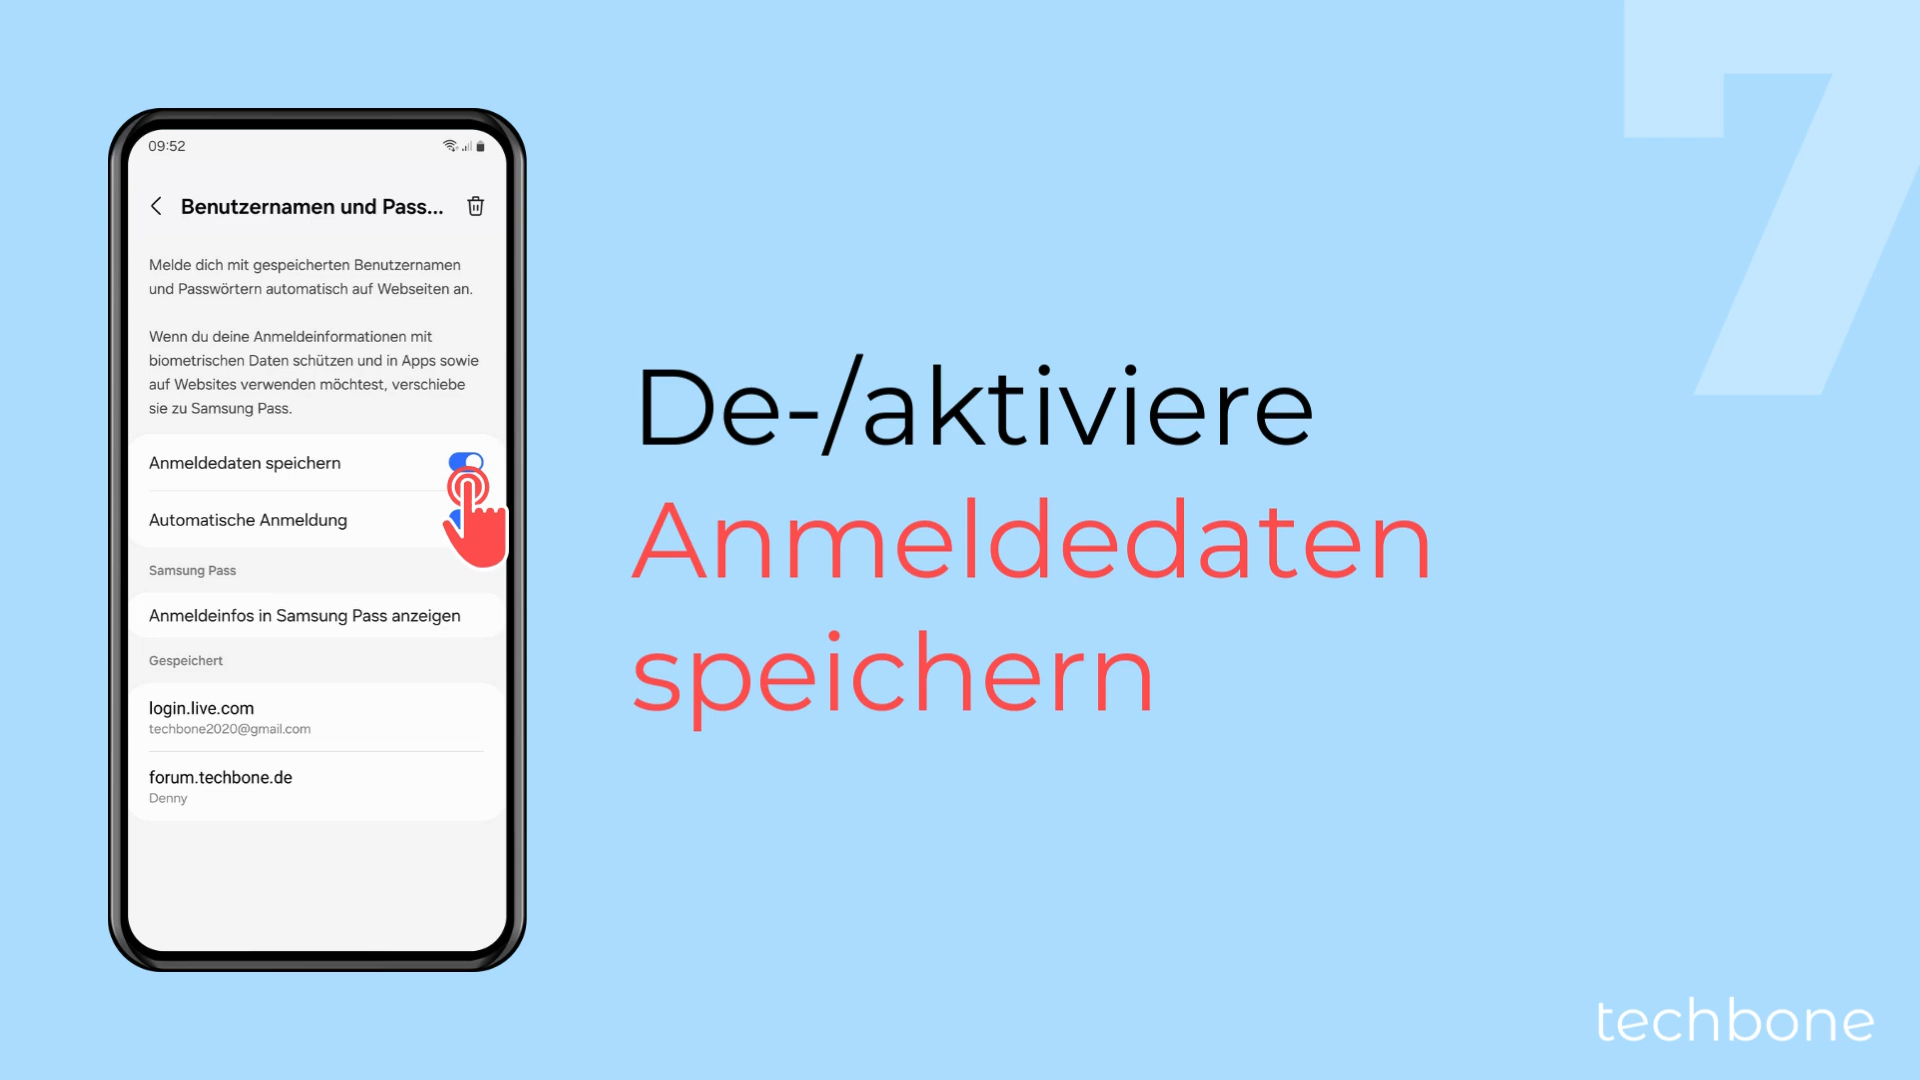 7
09:52
Benutzernamen und Pass...
Melde dich mit gespeicherten Benutzernamen
und Passwörtern automatisch auf Webseiten an.
Wenn du deine Anmeldeinformationen mit
biometrischen Daten schützen und in Apps sowie
auf Websites verwenden möchtest, verschiebe
sie zu Samsung Pass.
Anmeldedaten speichern
Automatische Anmeldung
Samsung Pass
Anmeldeinfos in Samsung Pass anzeigen
Gespeichert
login.live.com
techbone2020@gmail.com
forum.techbone.de
Denny
De-/aktiviere
Anmeldedaten
speichern
techbone